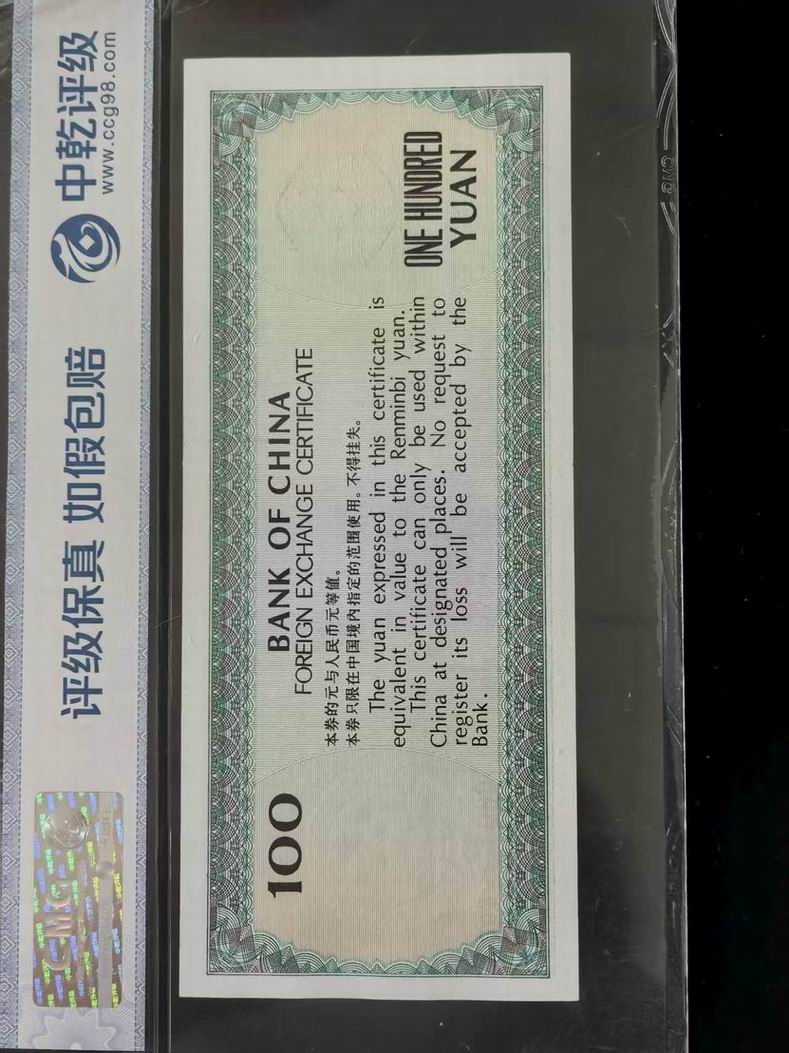 评级保真 如假包赔
中乾评级
www.ccg98.com
CMG
100
BANK OF CHINA
FOREIGN EXCHANGE CERTIFICATE
本券的元与人民币元等值。
本券只限在中国境内指定的范围使用。不得挂失。
The yuan expressed in this certificate is
equivalent in value to the Renminbi yuan.
This certificate can only be used within
China at designated places. No request to
register its loss will be accepted by the
Bank.
ONE HUNDRED
YUAN